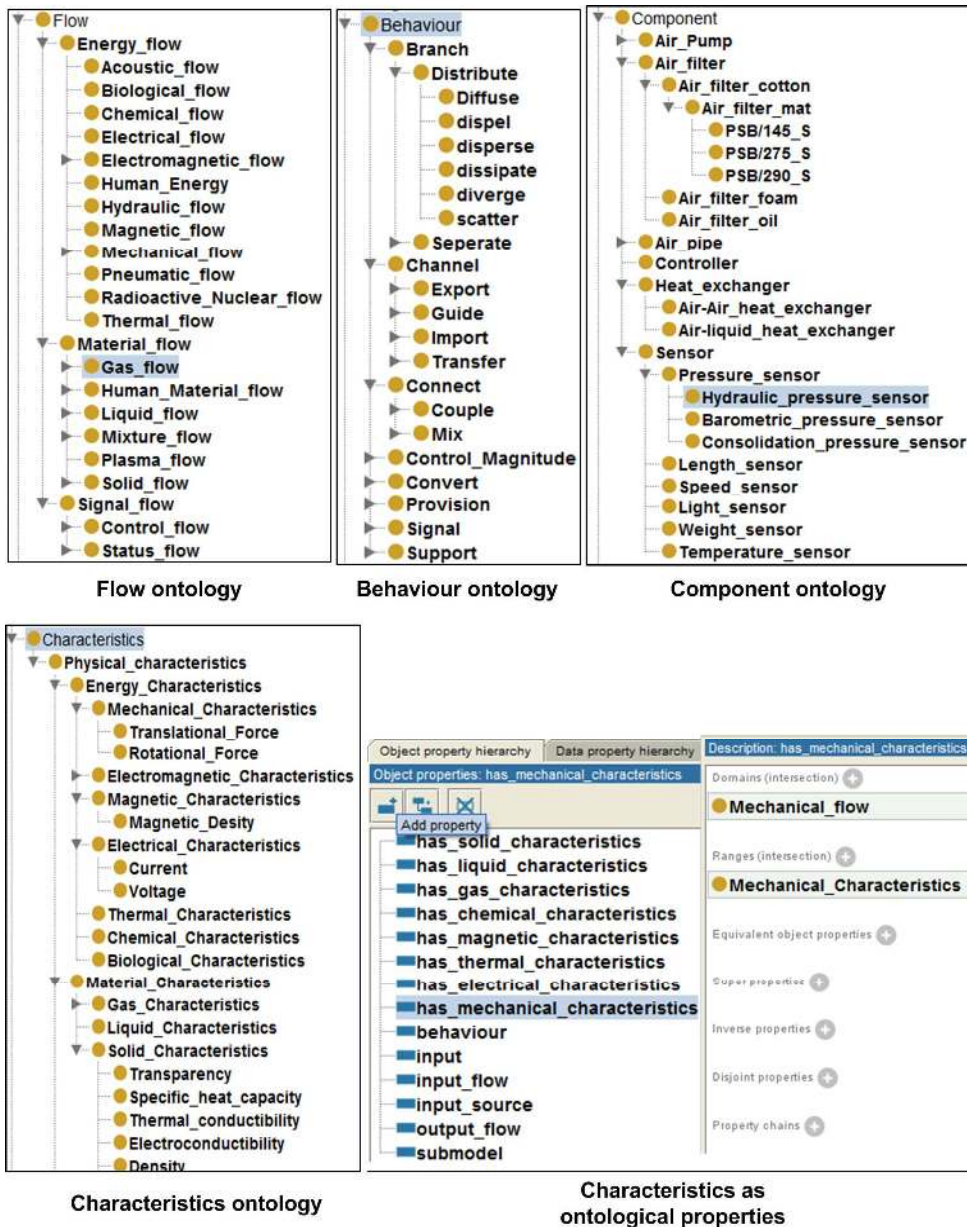 Flow
Energy_flow
Acoustic_flow
Biological_flow
Chemical_flow
Electrical_flow
Electromagnetic_flow
Human_Energy
Hydraulic_flow
Magnetic_flow
Mechanical_flow
Pneumatic_flow
Radioactive_Nuclear_flow
Thermal_flow
Material_flow
Gas_flow
Human_Material_flow
Liquid_flow
Mixture_flow
Plasma_flow
Solid_flow
Signal_flow
Control_flow
Status_flow
Flow ontology
Behaviour
Branch
Distribute
Diffuse
dispel
disperse
dissipate
diverge
scatter
Seperate
Channel
Export
Guide
Import
Transfer
Connect
Couple
Mix
Control_Magnitude
Convert
Provision
Signal
Support
Behaviour ontology
Component
Air_Pump
Air_filter
Air_filter_cotton
Air_filter_mat
PSB/145_S
PSB/275_S
PSB/290_S
Air_filter_foam
Air_filter_oil
Air_pipe
Controller
Heat_exchanger
Air-Air_heat_exchanger
Air-liquid_heat_exchanger
Sensor
Pressure_sensor
Hydraulic_pressure_sensor
Barometric_pressure_sensor
Consolidation_pressure_sensor
Length_sensor
Speed_sensor
Light_sensor
Weight_sensor
Temperature_sensor
Component ontology
Characteristics
Physical_characteristics
Energy_Characteristics
Mechanical_Characteristics
Translational_Force
Rotational_Force
Electromagnetic_Characteristics
Magnetic_Characteristics
Magnetic_Desity
Electrical_Characteristics
Current
Voltage
Thermal_Characteristics
Chemical_Characteristics
Biological_Characteristics
Material_Characteristics
Gas_Characteristics
Liquid_Characteristics
Solid_Characteristics
Transparency
Specific_heat_capacity
Thermal_conductibility
Electroconductibility
Density
Characteristics ontology
Object property hierarchy Data property hierarchy
Object properties: has_mechanical_characteristics
Add property
has_solid_characteristics
has_liquid_characteristics
has_gas_characteristics
has_chemical_characteristics
has_magnetic_characteristics
has_thermal_characteristics
has_electrical_characteristics
has_mechanical_characteristics
behaviour
input
input_flow
input_source
output_flow
submodel
Description: has_mechanical_characteristics
Domains (intersection)
Mechanical_flow
Ranges (intersection)
Mechanical_Characteristics
Equivalent object properties
Super properties
Inverse properties
Disjoint properties
Property chains
Characteristics as
ontological properties